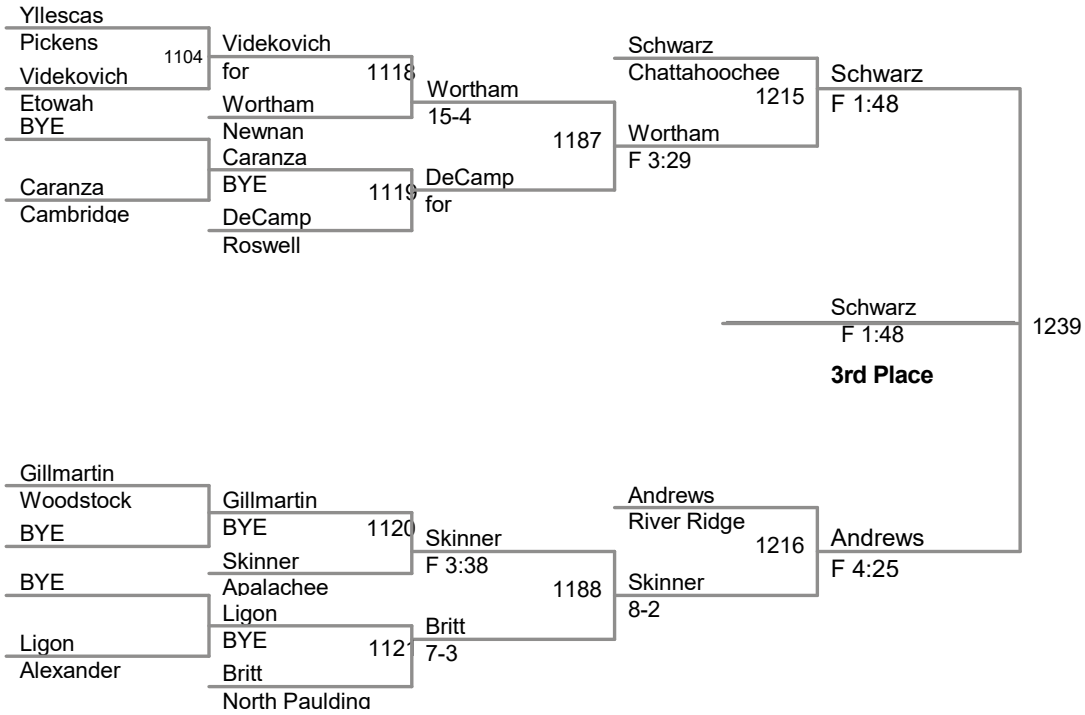 Yllescas
Pickens
1104
Videkovich
Etowah
BYE
Caranza
Cambridge
Videkovich
for
1118
Wortham
Newnan
Caranza
BYE
1119
DeCamp
Roswell
Wortham
15-4
1187
DeCamp
for
Schwarz
Chattahoochee
1215
Wortham
F 3:29
Schwarz
F 1:48
Schwarz
F 1:48
3rd Place
1239
Gillmartin
Woodstock
BYE
BYE
Ligon
Alexander
Gillmartin
BYE
1120
Skinner
Apalachee
Ligon
BYE
1121
Britt
North Paulding
Skinner
F 3:38
1188
Britt
7-3
Andrews
River Ridge
1216
Skinner
8-2
Andrews
F 4:25